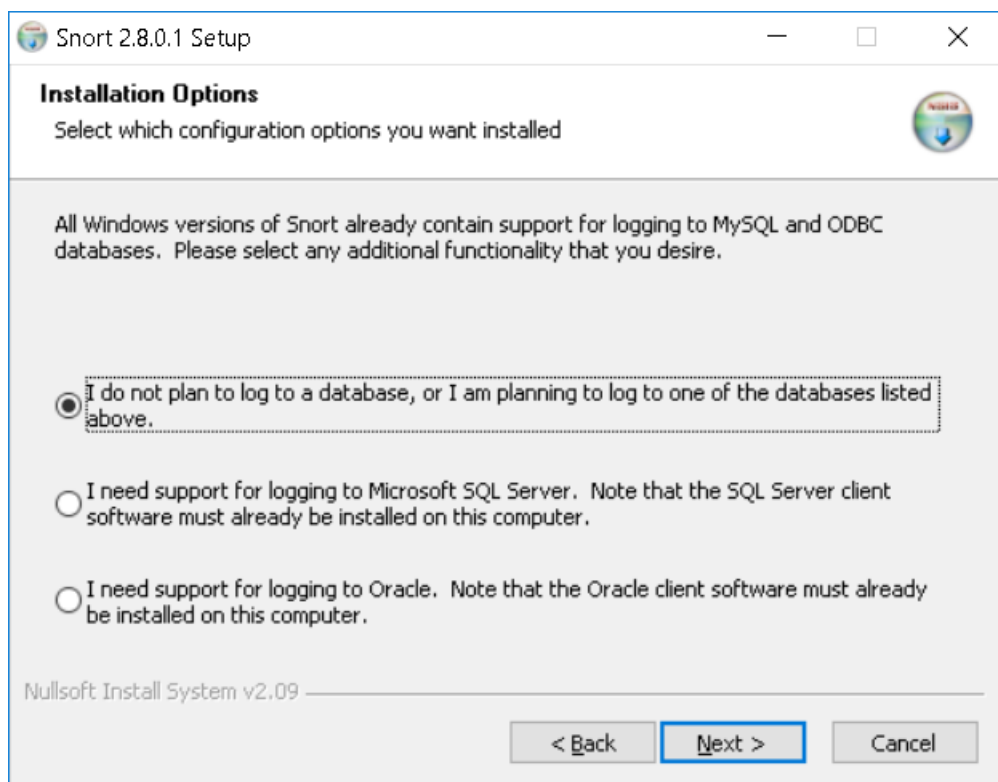 Snort 2.8.0.1 Setup
Installation Options
Select which configuration options you want installed
All Windows versions of Snort already contain support for logging to MySQL and ODBC
databases.  Please select any additional functionality that you desire.
I do not plan to log to a database, or I am planning to log to one of the databases listed
above.
I need support for logging to Microsoft SQL Server.  Note that the SQL Server client
software must already be installed on this computer.
I need support for logging to Oracle.  Note that the Oracle client software must already
be installed on this computer.
Nullsoft Install System v2.09
< Back
Next >
Cancel